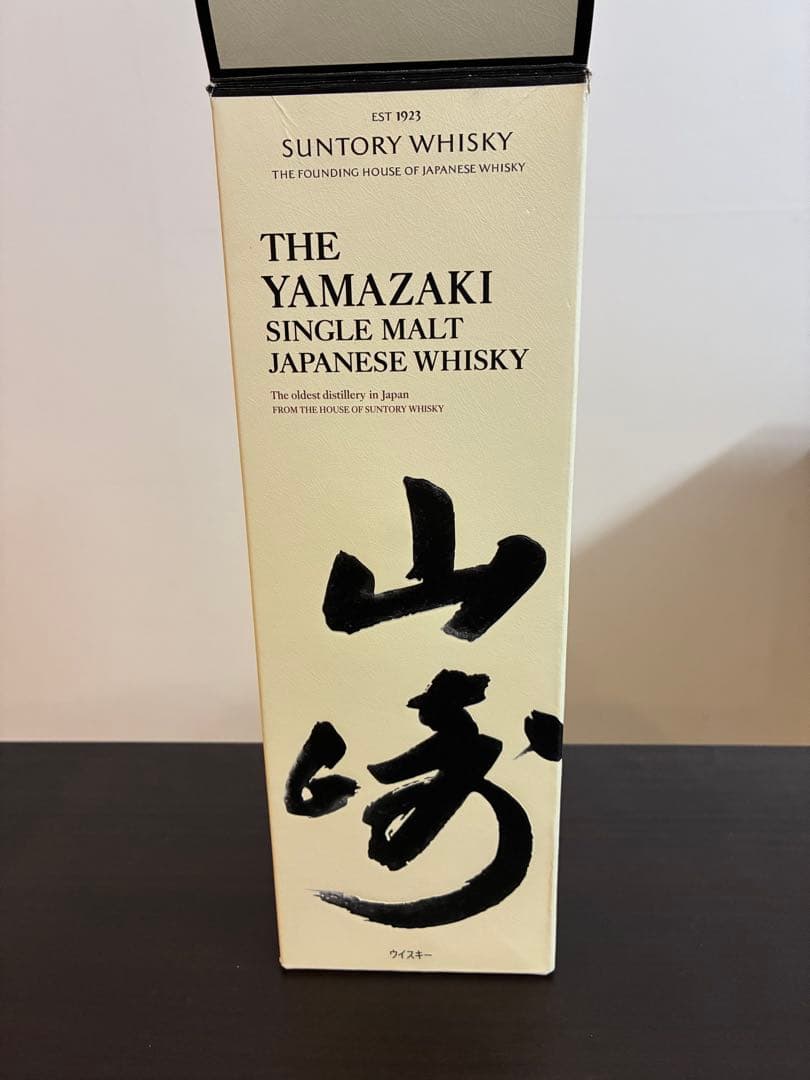 EST 1923
SUNTORY WHISKY
THE FOUNDING HOUSE OF JAPANESE WHISKY
THE
YAMAZAKI
SINGLE MALT
JAPANESE WHISKY
The oldest distillery in Japan
FROM THE HOUSE OF SUNTORY WHISKY
山崎
ウイスキー